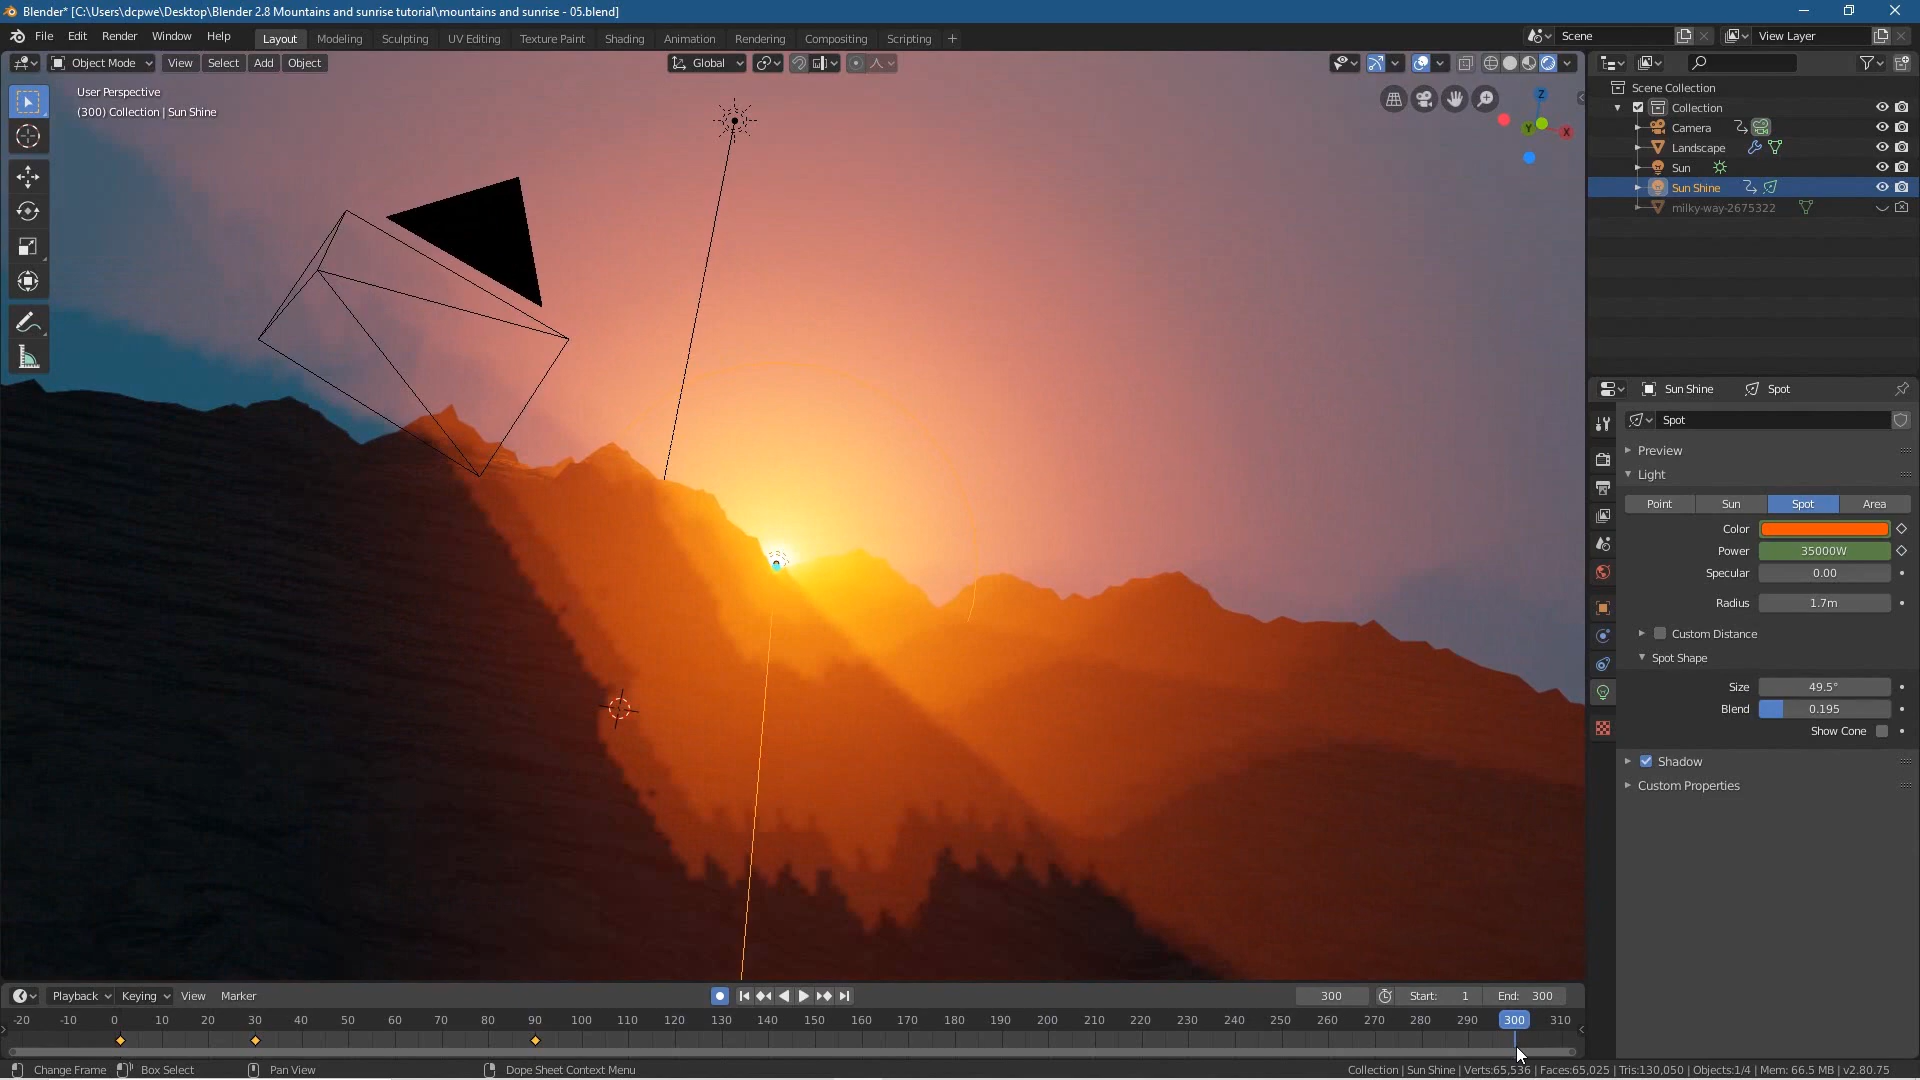 Blender* [C:\Users\dcpwe\Desktop\Blender 2.8 Mountains and sunrise tutorial\mountains and sunrise - 05.blend]
File Edit Render Window Help Layout Modeling Sculpting UV Editing Texture Paint Shading Animation Rendering Compositing Scripting + Scene View Layer
Object Mode View Select Add Object Global
User Perspective
(300) Collection | Sun Shine
Z
Y X
Scene Collection
Collection
Camera
Landscape
Sun
Sun Shine
milky-way-2675322
Sun Shine Spot
Spot
Preview
Light
Point Sun Spot Area
Color
Power 35000W
Specular 0.00
Radius 1.7m
Custom Distance
Spot Shape
Size 49.5°
Blend 0.195
Show Cone
Shadow
Custom Properties
Playback Keying View Marker 300 Start: 1 End: 300
-20 -10 0 10 20 30 40 50 60 70 80 90 100 110 120 130 140 150 160 170 180 190 200 210 220 230 240 250 260 270 280 290 300 310
Change Frame Box Select Pan View Dope Sheet Context Menu Collection | Sun Shine | Verts:65,536 | Faces:65,025 | Tris:130,050 | Objects:1/4 | Mem: 66.5 MB | v2.80.75